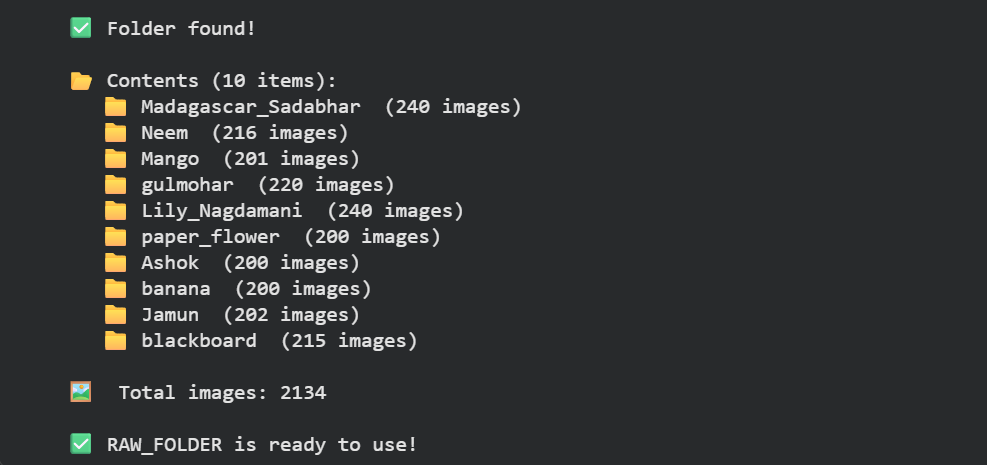 ✅ Folder found!
📂 Contents (10 items):
📁 Madagascar_Sadabhar  (240 images)
📁 Neem  (216 images)
📁 Mango  (201 images)
📁 gulmohar  (220 images)
📁 Lily_Nagdamani  (240 images)
📁 paper_flower  (200 images)
📁 Ashok  (200 images)
📁 banana  (200 images)
📁 Jamun  (202 images)
📁 blackboard  (215 images)
🖼️  Total images: 2134
✅ RAW_FOLDER is ready to use!